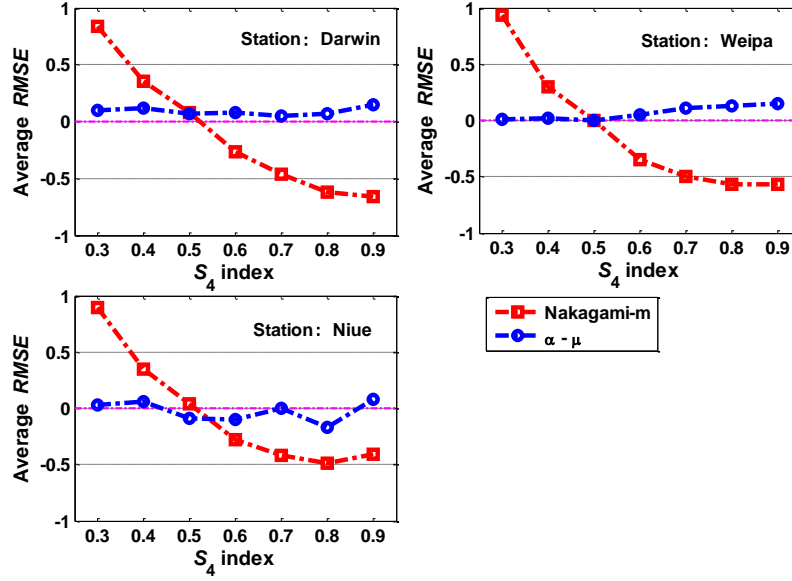 Station: Darwin
Average RMSE
1
0.5
0
-0.5
-1
0.3 0.4 0.5 0.6 0.7 0.8 0.9
S4 index
Station: Weipa
Average RMSE
1
0.5
0
-0.5
-1
0.3 0.4 0.5 0.6 0.7 0.8 0.9
S4 index
Station: Niue
Average RMSE
1
0.5
0
-0.5
-1
0.3 0.4 0.5 0.6 0.7 0.8 0.9
S4 index
Nakagami-m
α - μ